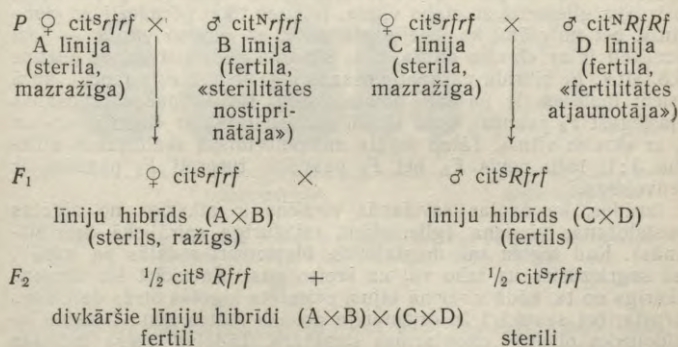 P ♀ citˢrfrf × ♂ citᴺrfrf ♀ citˢrfrf × ♂ citᴺRfRf
A līnija B līnija C līnija D līnija
(sterila, (fertila, (sterila, (fertila,
mazražīga) «sterilitātes mazražīga) «fertilitātes
nostipri- atjaunotāja»)
nātāja»)
F₁ ♀ citˢrfrf × ♂ citˢRfrf
līniju hibrīds (A×B) līniju hibrīds (C×D)
(sterils, ražīgs) (fertils)
F₂ ¹/₂ citˢ Rfrf + ¹/₂ citˢrfrf
divkāršie līniju hibrīdi (A×B)×(C×D)
fertili sterili